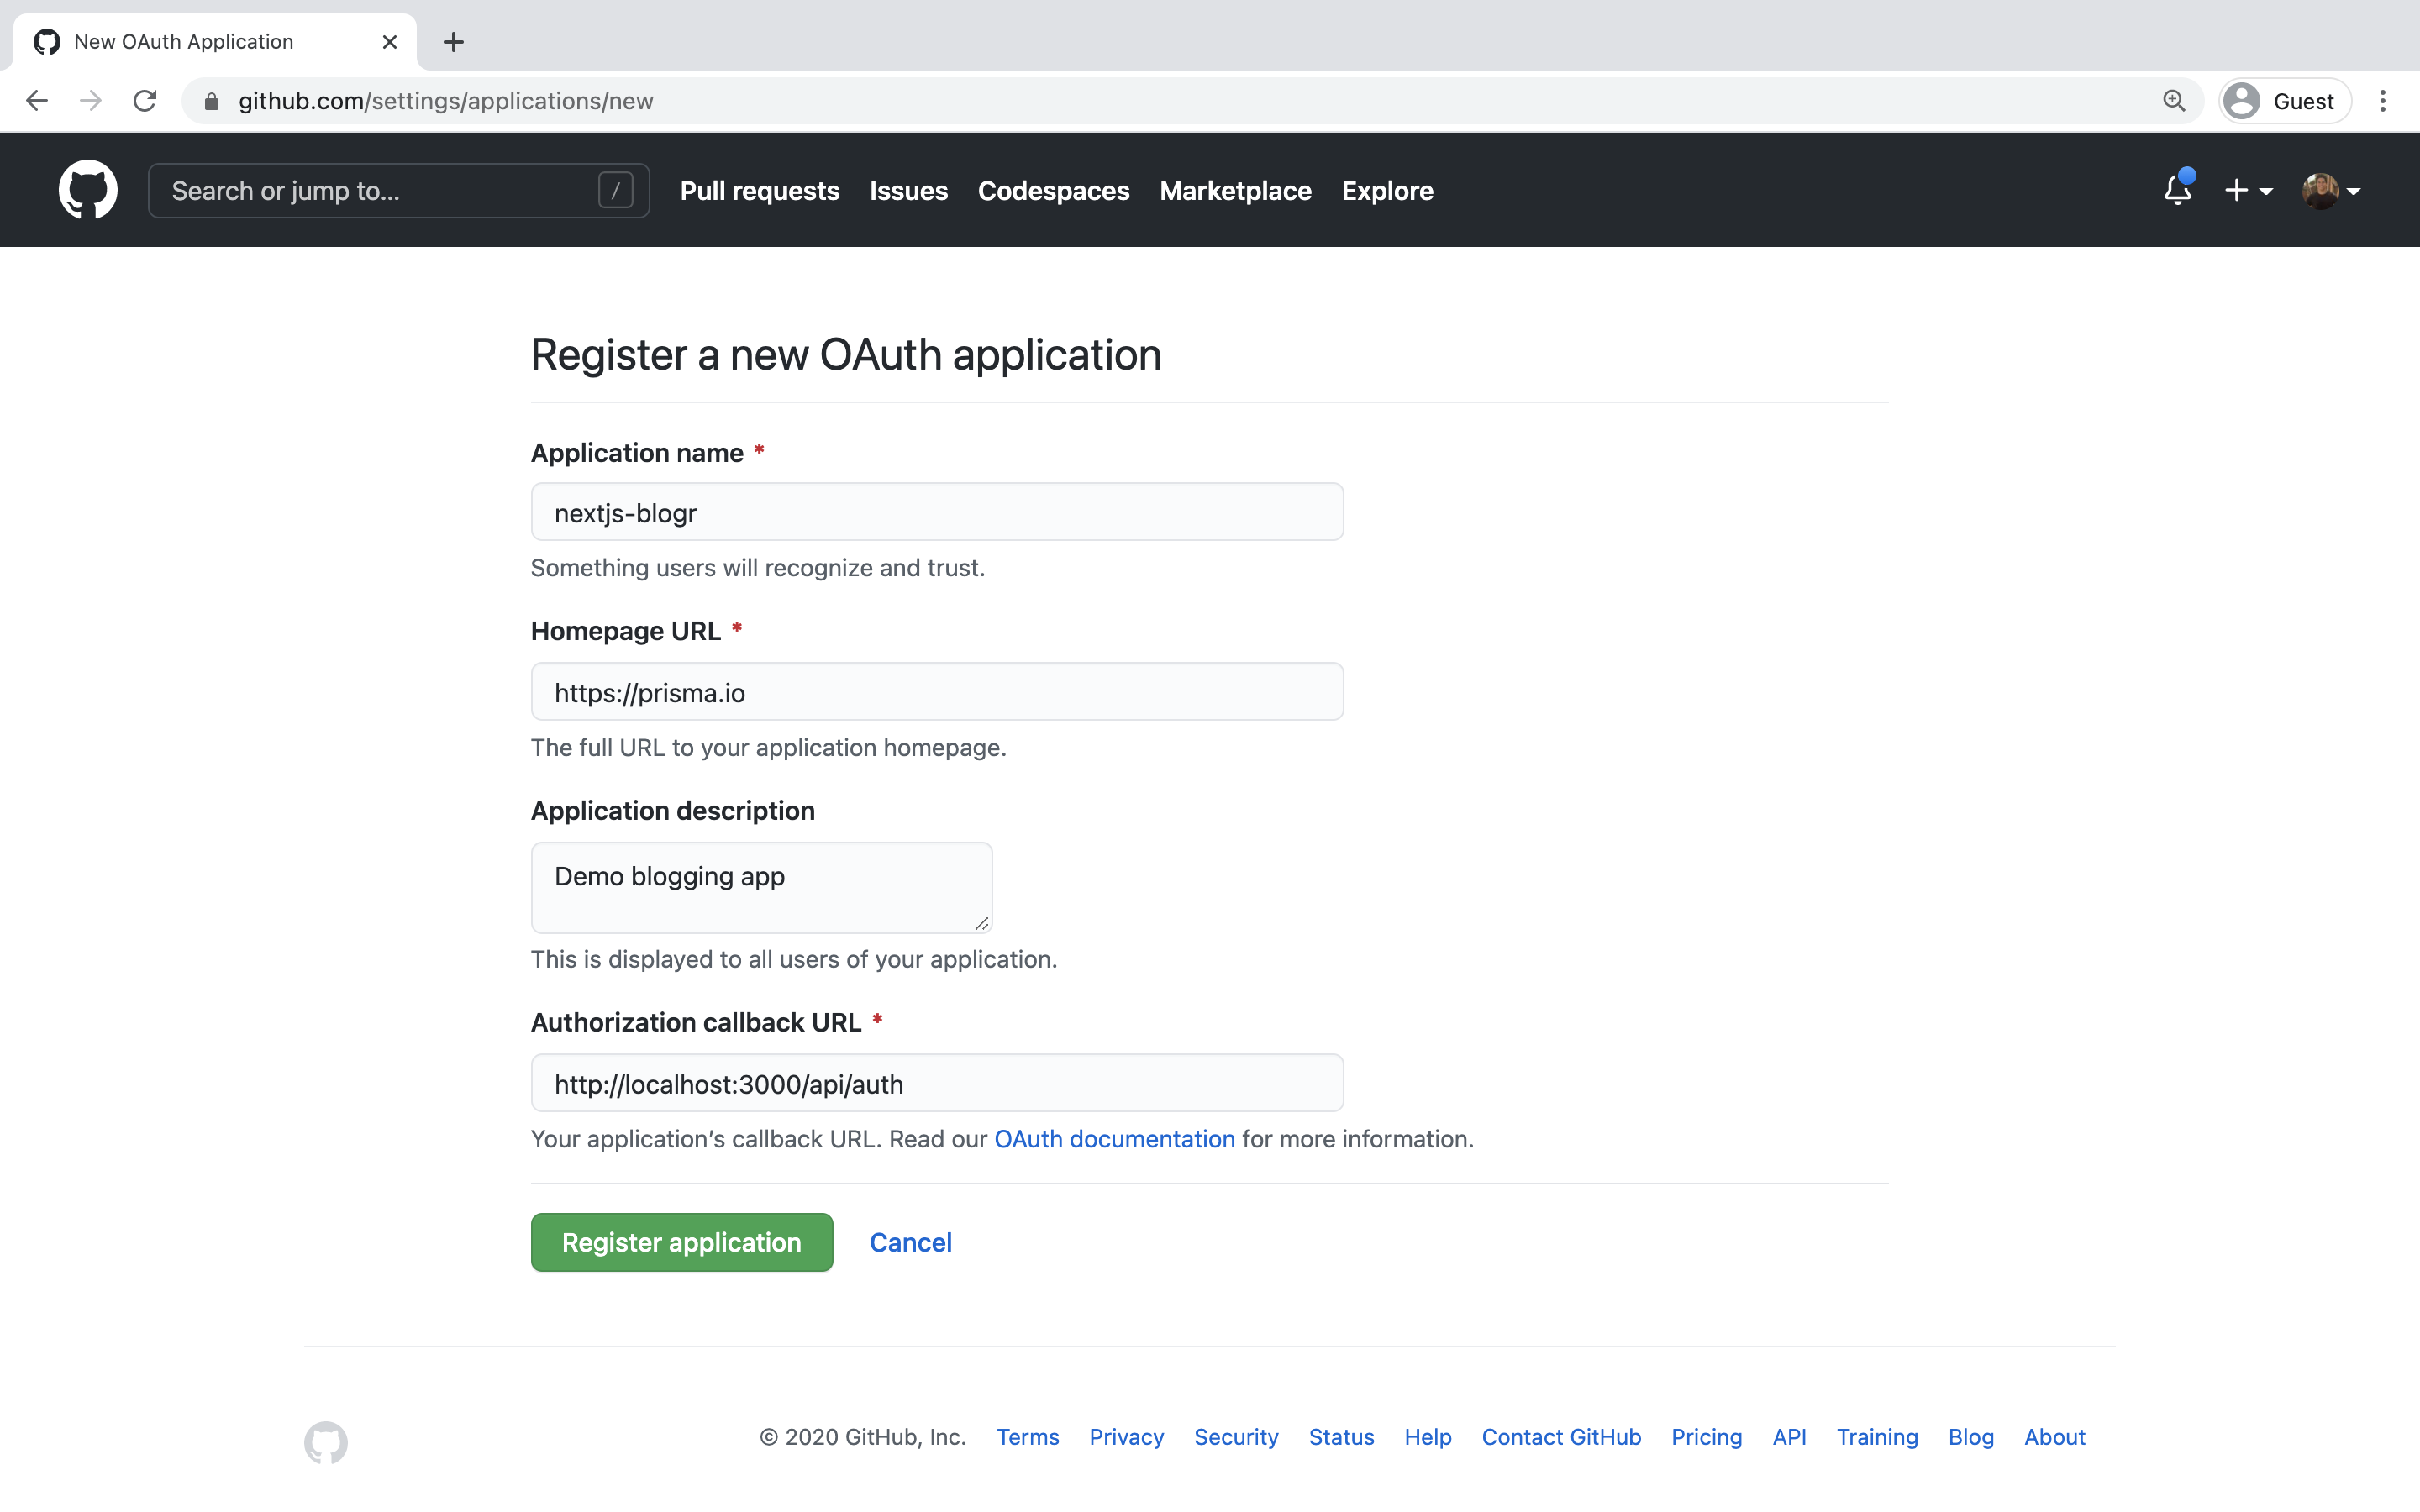 New OAuth Application
github.com/settings/applications/new
Guest
Search or jump to...
/
Pull requests Issues Codespaces Marketplace Explore
Register a new OAuth application
Application name *
nextjs-blogr
Something users will recognize and trust.
Homepage URL *
https://prisma.io
The full URL to your application homepage.
Application description
Demo blogging app
This is displayed to all users of your application.
Authorization callback URL *
http://localhost:3000/api/auth
Your application’s callback URL. Read our OAuth documentation for more information.
Register application Cancel
© 2020 GitHub, Inc. Terms Privacy Security Status Help Contact GitHub Pricing API Training Blog About